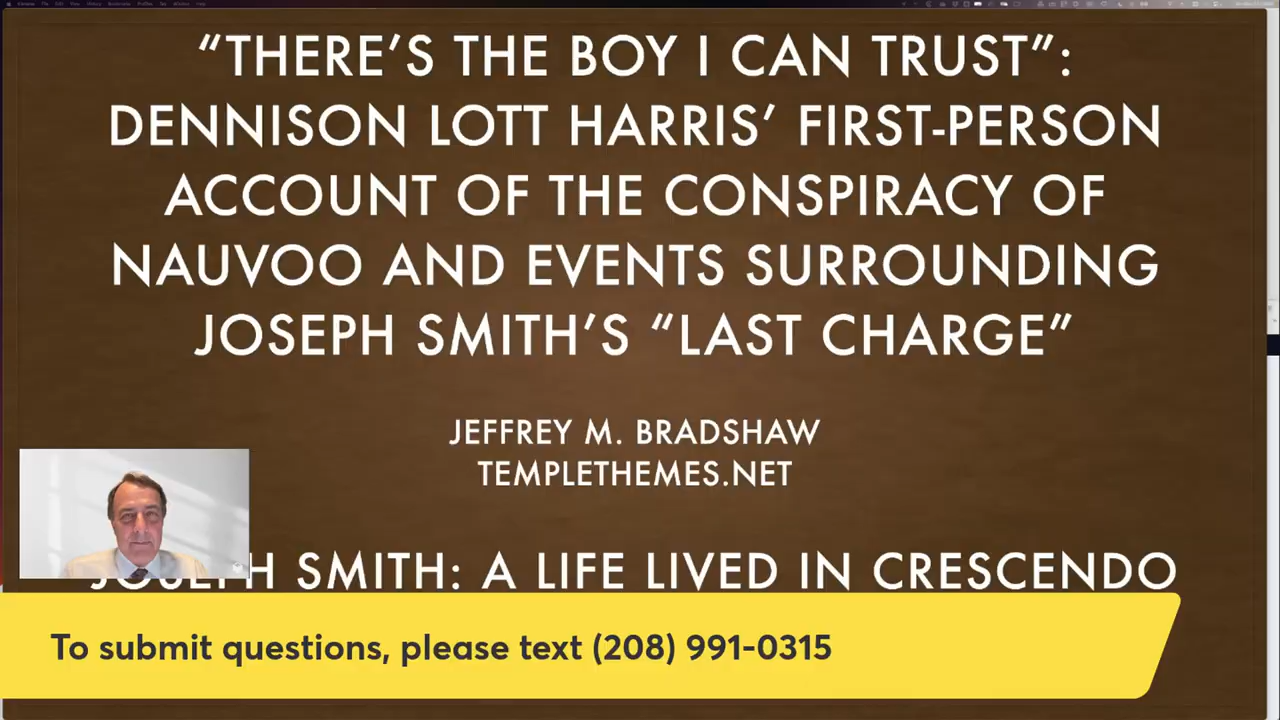 “THERE’S THE BOY I CAN TRUST”:
DENNISON LOTT HARRIS’ FIRST-PERSON
ACCOUNT OF THE CONSPIRACY OF
NAUVOO AND EVENTS SURROUNDING
JOSEPH SMITH’S “LAST CHARGE”
JEFFREY M. BRADSHAW
TEMPLETHEMES.NET
JOSEPH SMITH: A LIFE LIVED IN CRESCENDO
To submit questions, please text (208) 991-0315